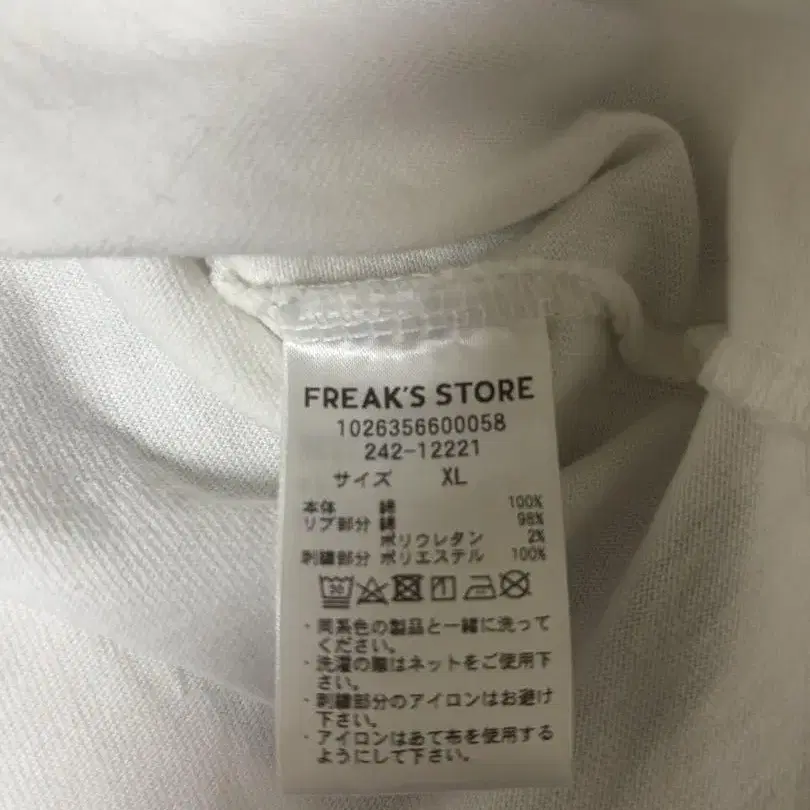 FREAK'S STORE
1026356600058
242-12221
サイズ XL
本体 綿 100%
リブ部分 綿 98%
ポリウレタン 2%
刺繍部分 ポリエステル 100%
30
・同系色の製品と一緒に洗って
ください。
・洗濯の際はネットをご使用下
さい。
・刺繍部分のアイロンはお避け
下さい。
・アイロンはあて布を使用する
ようにして下さい。